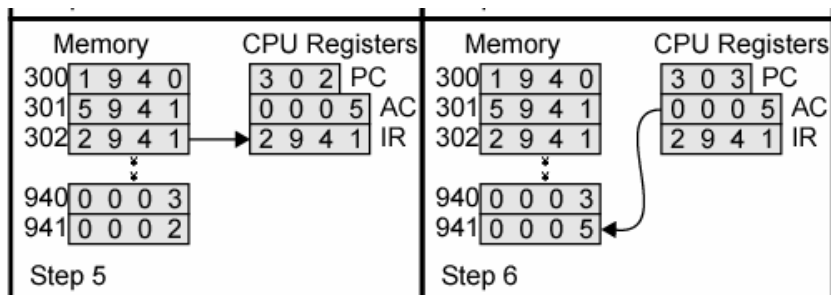 Memory CPU Registers
300 1 9 4 0 3 0 2 PC
301 5 9 4 1 0 0 0 5 AC
302 2 9 4 1 2 9 4 1 IR
940 0 0 0 3
941 0 0 0 2
Step 5
Memory CPU Registers
300 1 9 4 0 3 0 3 PC
301 5 9 4 1 0 0 0 5 AC
302 2 9 4 1 2 9 4 1 IR
940 0 0 0 3
941 0 0 0 5
Step 6